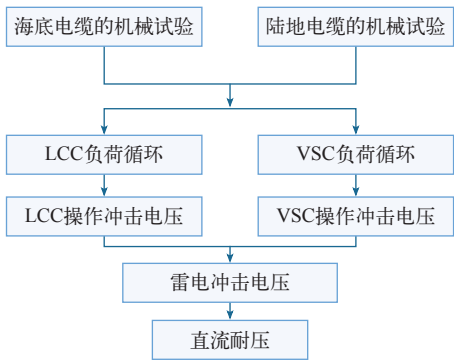 海底电缆的机械试验
陆地电缆的机械试验
LCC负荷循环
VSC负荷循环
LCC操作冲击电压
VSC操作冲击电压
雷电冲击电压
直流耐压